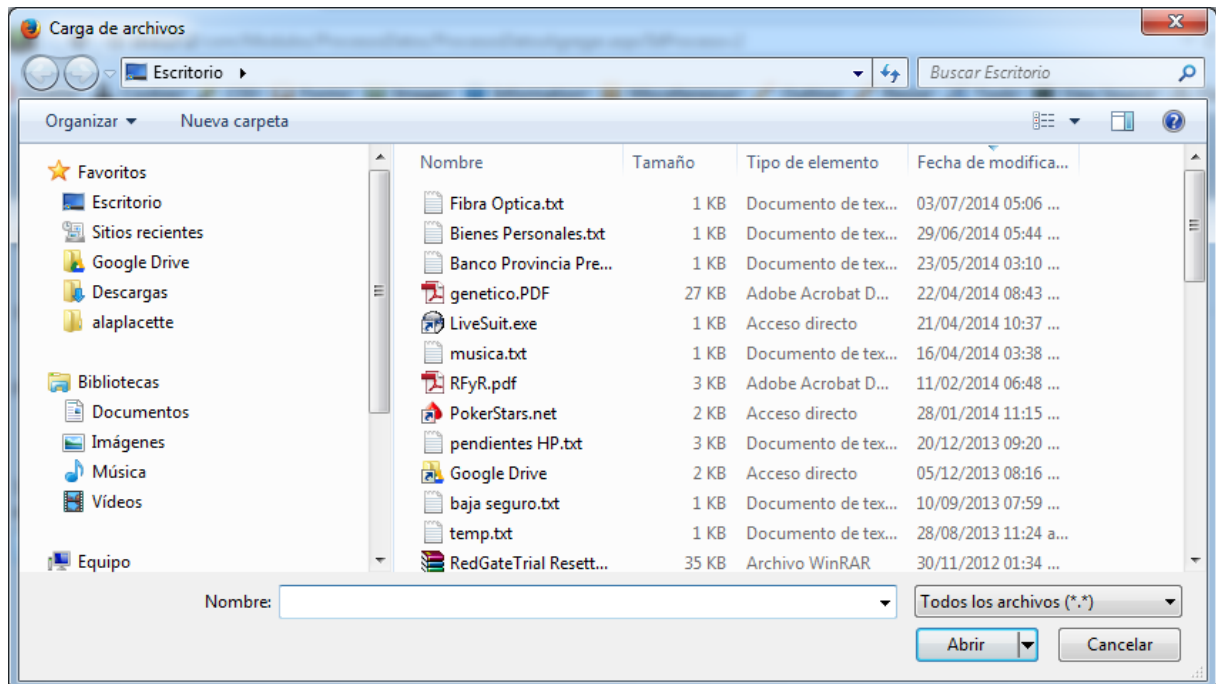 Carga de archivos
Escritorio
Buscar Escritorio
Organizar
Nueva carpeta
Favoritos
Escritorio
Sitios recientes
Google Drive
Descargas
alaplacette
Bibliotecas
Documentos
Imágenes
Música
Vídeos
Equipo
Nombre Tamaño Tipo de elemento Fecha de modifica...
Fibra Optica.txt 1 KB Documento de tex... 03/07/2014 05:06 ...
Bienes Personales.txt 1 KB Documento de tex... 29/06/2014 05:44 ...
Banco Provincia Pre... 1 KB Documento de tex... 23/05/2014 03:10 ...
genetico.PDF 27 KB Adobe Acrobat D... 22/04/2014 08:43 ...
LiveSuit.exe 1 KB Acceso directo 21/04/2014 10:37 ...
musica.txt 1 KB Documento de tex... 16/04/2014 03:38 ...
RFyR.pdf 3 KB Adobe Acrobat D... 11/02/2014 06:48 ...
PokerStars.net 2 KB Acceso directo 28/01/2014 11:15 ...
pendientes HP.txt 3 KB Documento de tex... 20/12/2013 09:20 ...
Google Drive 2 KB Acceso directo 05/12/2013 08:16 ...
baja seguro.txt 1 KB Documento de tex... 10/09/2013 07:59 ...
temp.txt 1 KB Documento de tex... 28/08/2013 11:24 a...
RedGateTrial Resett... 35 KB Archivo WinRAR 30/11/2012 01:34 ...
Nombre:
Todos los archivos (*.*)
Abrir
Cancelar